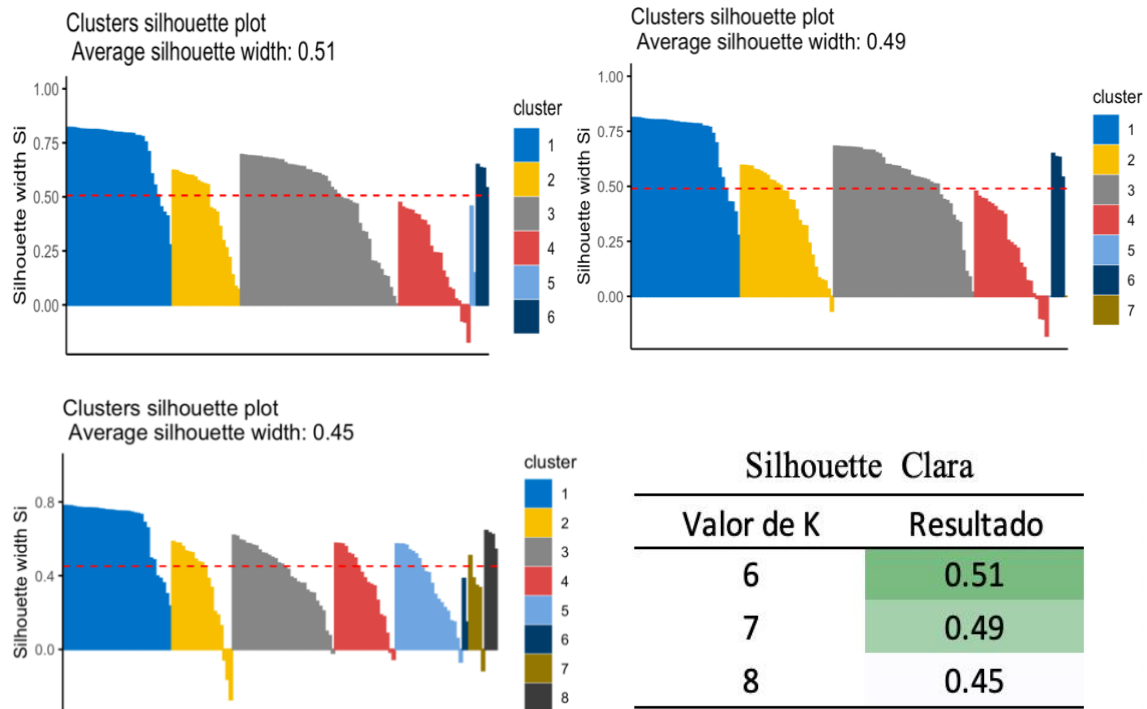 Clusters silhouette plot
Average silhouette width: 0.51
Silhouette width Si
1.00
0.75
0.50
0.25
0.00
cluster
1
2
3
4
5
6
Clusters silhouette plot
Average silhouette width: 0.49
Silhouette width Si
1.00
0.75
0.50
0.25
0.00
cluster
1
2
3
4
5
6
7
Clusters silhouette plot
Average silhouette width: 0.45
Silhouette width Si
0.8
0.4
0.0
cluster
1
2
3
4
5
6
7
8
Silhouette Clara
Valor de K Resultado
6 0.51
7 0.49
8 0.45